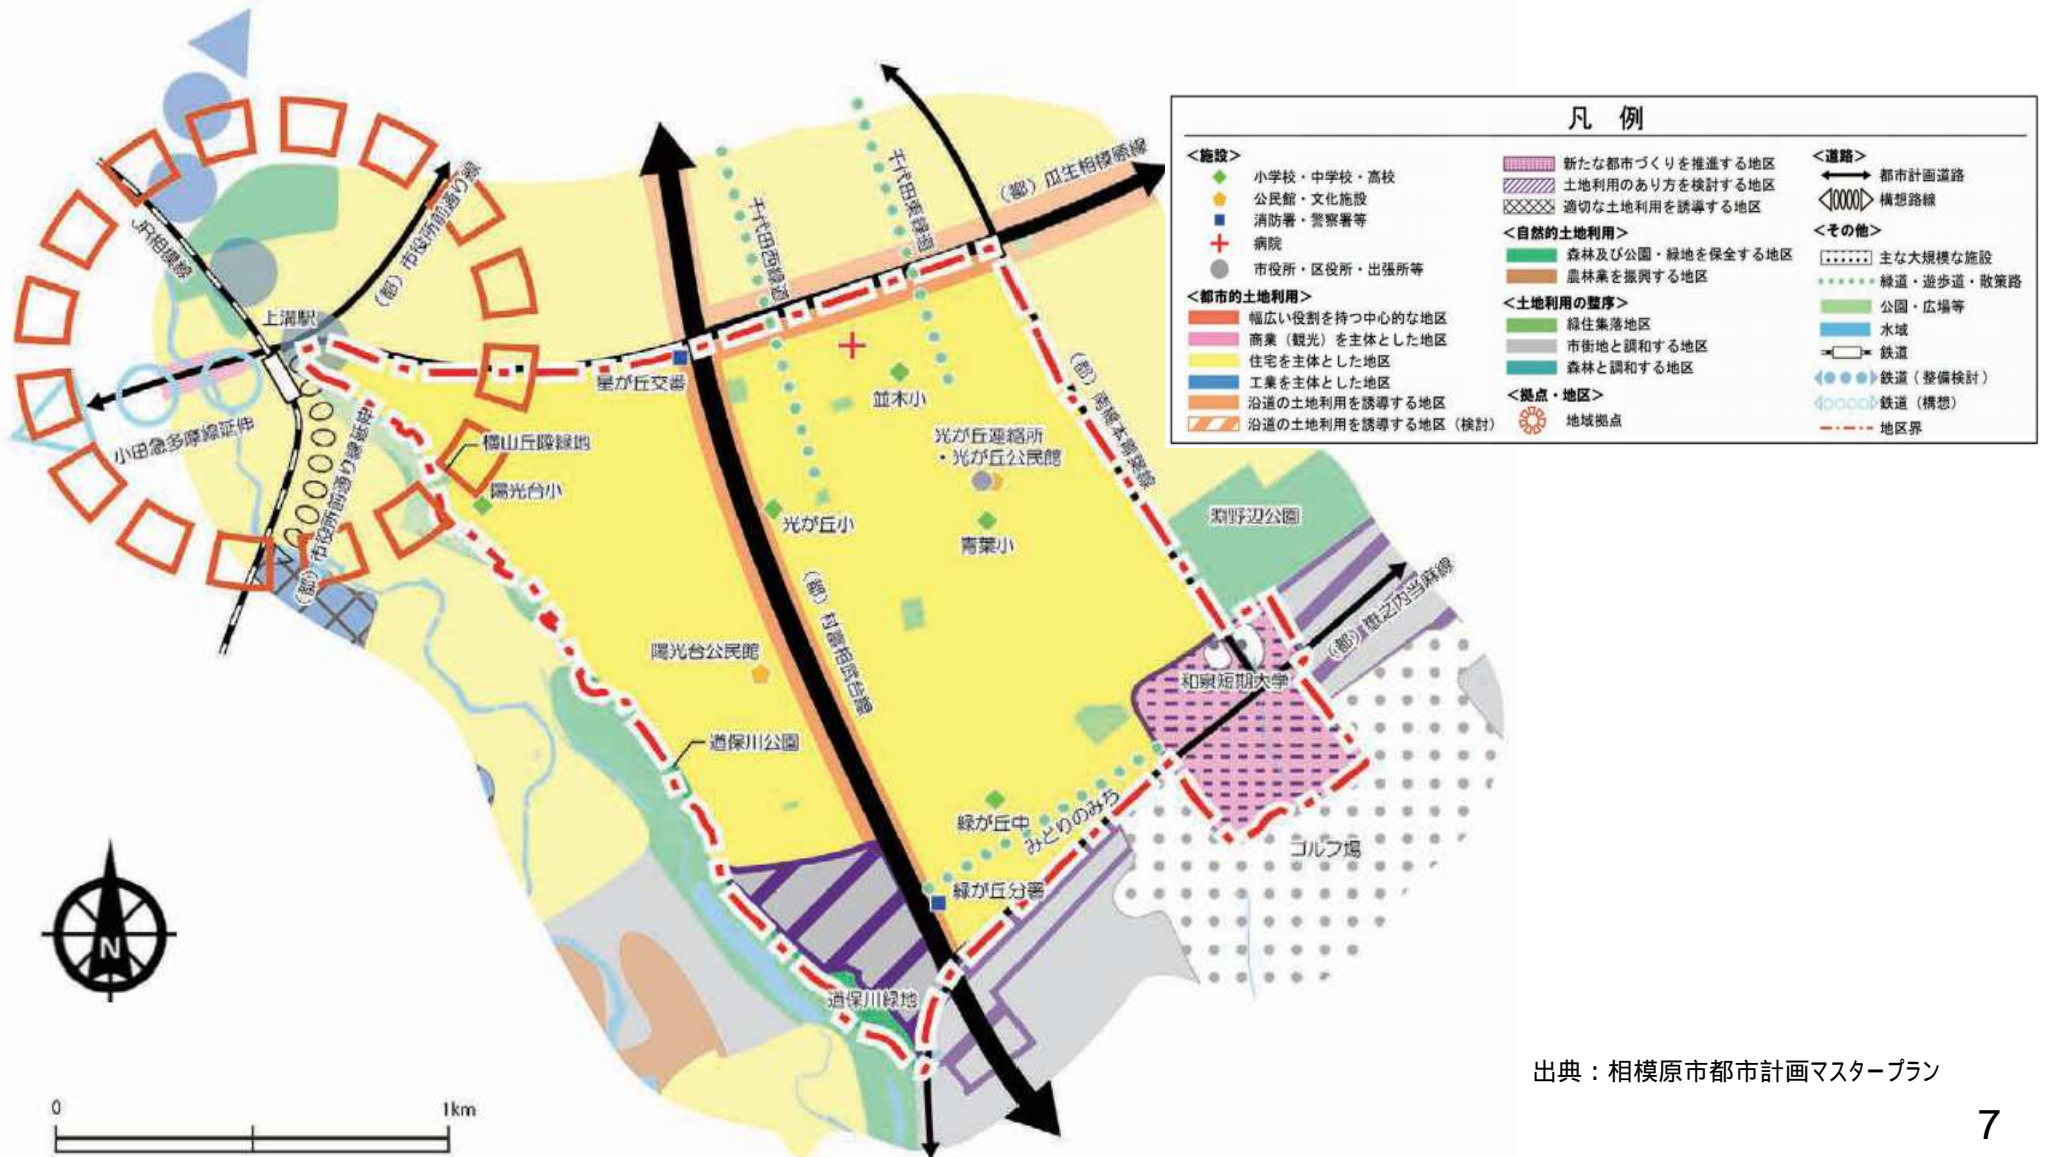 凡 例
<施設>
小学校・中学校・高校
公民館・文化施設
消防署・警察署等
病院
市役所・区役所・出張所等
<都市的土地利用>
幅広い役割を持つ中心的な地区
商業（観光）を主体とした地区
住宅を主体とした地区
工業を主体とした地区
沿道の土地利用を誘導する地区
沿道の土地利用を誘導する地区（検討）
新たな都市づくりを推進する地区
土地利用のあり方を検討する地区
適切な土地利用を誘導する地区
<自然的土地利用>
森林及び公園・緑地を保全する地区
農林業を振興する地区
<土地利用の整序>
緑住集落地区
市街地と調和する地区
森林と調和する地区
<拠点・地区>
地域拠点
<道路>
都市計画道路
構想路線
<その他>
主な大規模な施設
緑道・遊歩道・散策路
公園・広場等
水域
鉄道
鉄道（整備検討）
鉄道（構想）
地区界
JR相模線
上溝駅
（都）市役所前通り線
小田急多摩線延伸
（都）市役所前通り線延伸
千代田西緑道
千代田東緑道
（都）瓜生相模原線
星が丘交番
並木小
横山丘陵緑地
陽光台小
光が丘連絡所
・光が丘公民館
光が丘小
青葉小
淵野辺公園
（都）村富相武台線
陽光台公民館
和泉短期大学
道保川公園
緑が丘中
みどりのみち
緑が丘分署
ゴルフ場
道保川緑地
N
0
1km
出典：相模原市都市計画マスタープラン
7